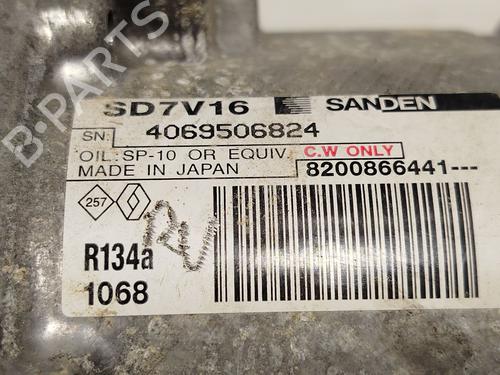 SD7V16 SANDEN
SN: 4069506824
OIL: SP-10 OR EQUIV C.W ONLY
MADE IN JAPAN 8200866441---
257
R134a
1068
B-PARTS